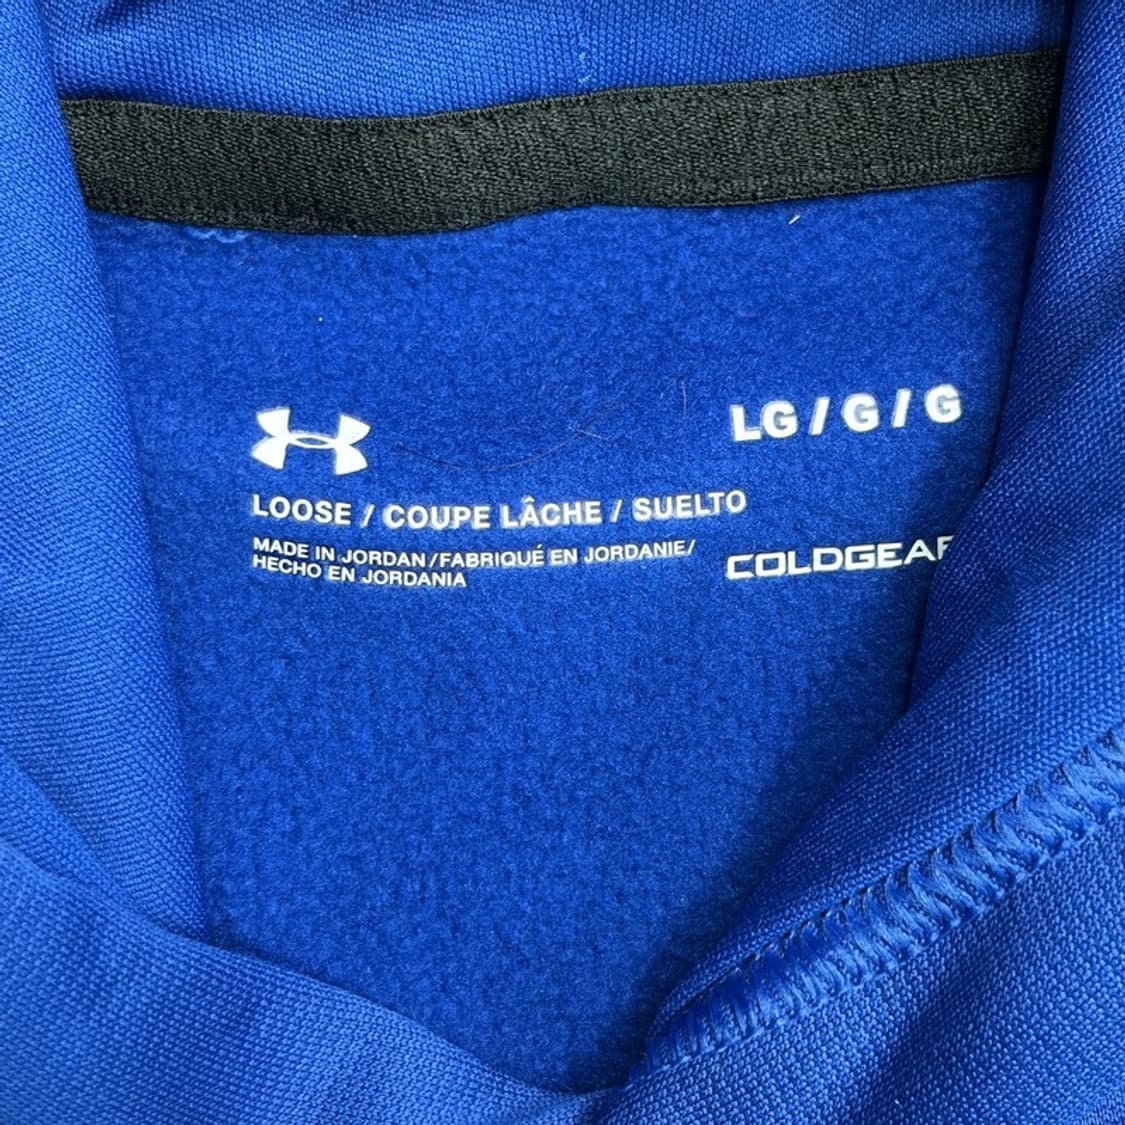 LG / G / G
LOOSE / COUPE LÂCHE / SUELTO
MADE IN JORDAN/FABRIQUÉ EN JORDANIE/
HECHO EN JORDANIA